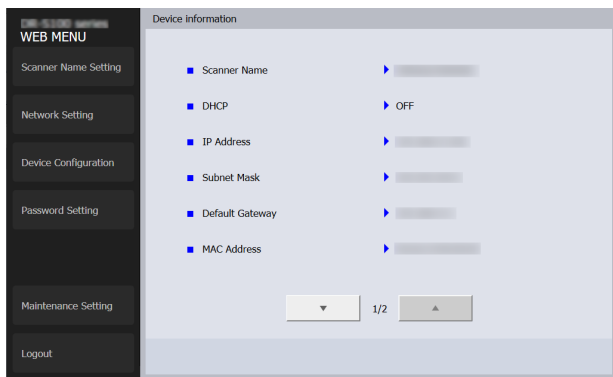 WEB MENU
Device information
Scanner Name Setting
Network Setting
Device Configuration
Password Setting
Maintenance Setting
Logout
Scanner Name
DHCP OFF
IP Address
Subnet Mask
Default Gateway
MAC Address
1/2